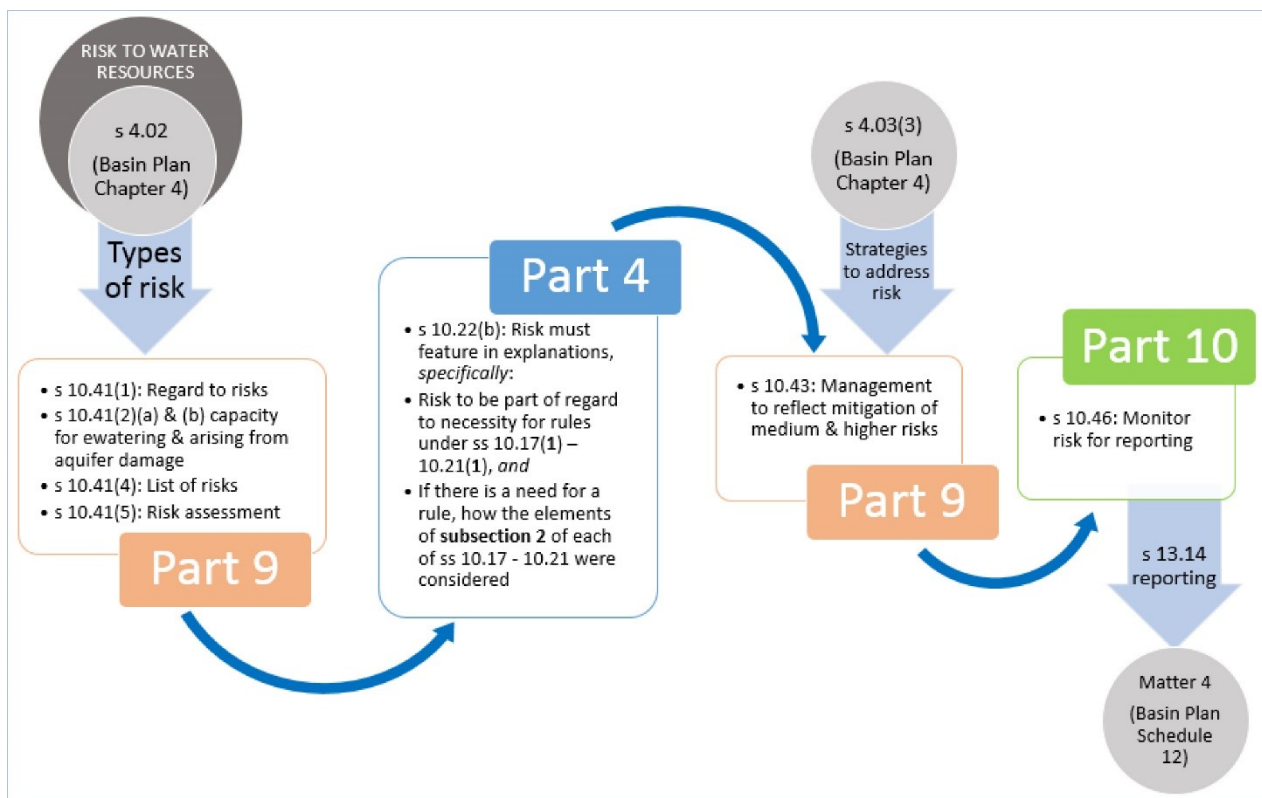 RISK TO WATER
RESOURCES
s 4.02
(Basin Plan
Chapter 4)
Types
of risk
• s 10.41(1): Regard to risks
• s 10.41(2)(a) & (b) capacity
for ewatering & arising from
aquifer damage
• s 10.41(4): List of risks
• s 10.41(5): Risk assessment
Part 9
Part 4
• s 10.22(b): Risk must
feature in explanations,
specifically:
• Risk to be part of regard
to necessity for rules
under ss 10.17(1) –
10.21(1), and
• If there is a need for a
rule, how the elements
of subsection 2 of each
of ss 10.17 - 10.21 were
considered
s 4.03(3)
(Basin Plan
Chapter 4)
Strategies
to address
risk
• s 10.43: Management
to reflect mitigation of
medium & higher risks
Part 9
Part 10
• s 10.46: Monitor
risk for reporting
s 13.14
reporting
Matter 4
(Basin Plan
Schedule
12)